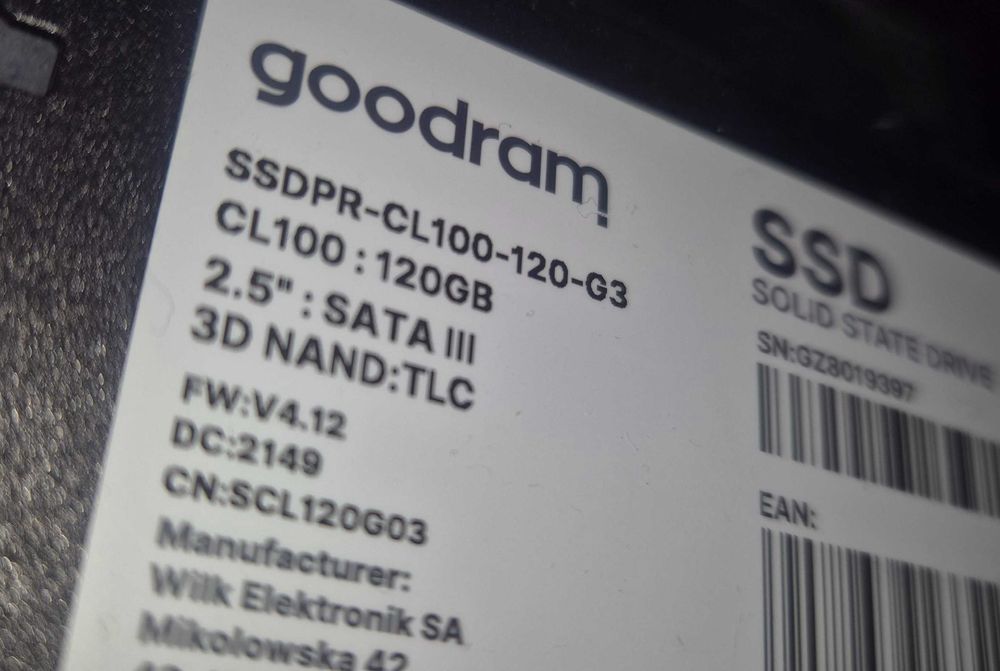 goodram
SSDPR-CL100-120-G3
CL100 : 120GB
2.5" : SATA III
3D NAND:TLC
FW:V4.12
DC:2149
CN:SCL120G03
Manufacturer:
Wilk Elektronik SA
Mikolowska 42
SSD
SOLID STATE DRIVE
SN:GZ8019397
EAN: